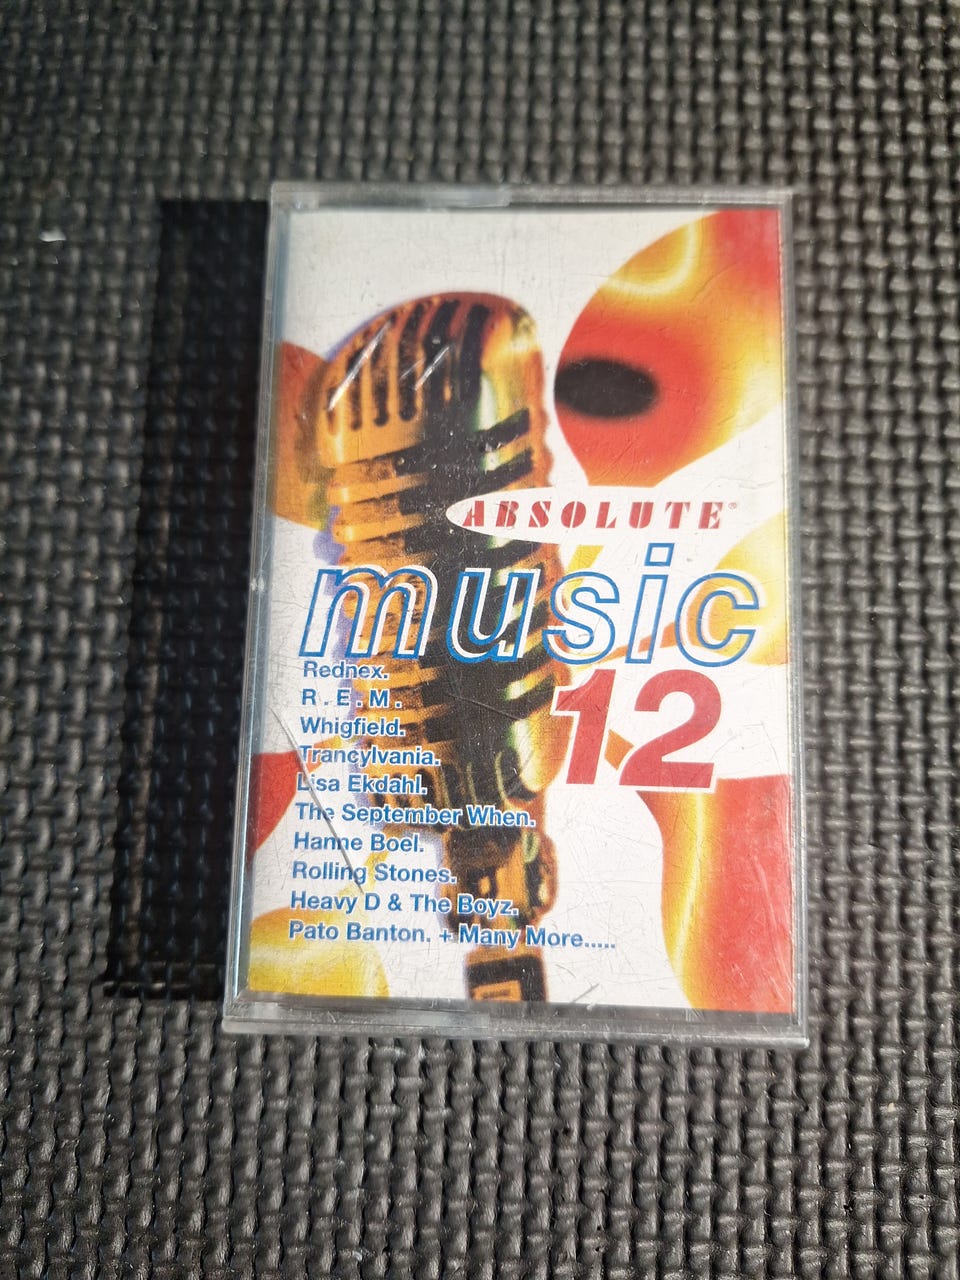 ABSOLUTE®
music
12
Rednex.
R.E.M.
Whigfield.
Trancylvania.
Lisa Ekdahl.
The September When.
Hanne Boel.
Rolling Stones.
Heavy D & The Boyz.
Pato Banton. + Many More.....